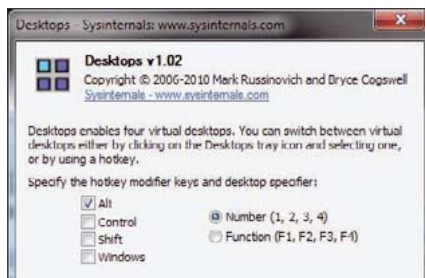 Desktops - Sysinternals: www.sysinternals.com
Desktops v1.02
Copyright © 2006-2010 Mark Russinovich and Bryce Cogswell
Sysinternals - www.sysinternals.com
Desktops enables four virtual desktops. You can switch between virtual
desktops either by clicking on the Desktops tray icon and selecting one,
or by using a hotkey.
Specify the hotkey modifier keys and desktop specifier:
Alt
Control
Number (1, 2, 3, 4)
Shift
Function (F1, F2, F3, F4)
Windows